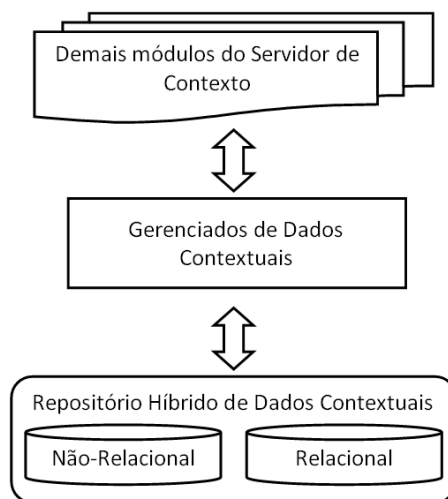 Demais módulos do Servidor de
Contexto
Gerenciados de Dados
Contextuais
Repositório Híbrido de Dados Contextuais
Não-Relacional
Relacional